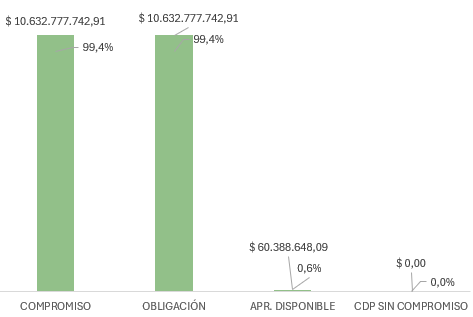 $ 10.632.777.742,91
99,4%
$ 10.632.777.742,91
99,4%
$ 60.388.648,09
0,6%
$ 0,00
0,0%
COMPROMISO
OBLIGACIÓN
APR. DISPONIBLE
CDP SIN COMPROMISO